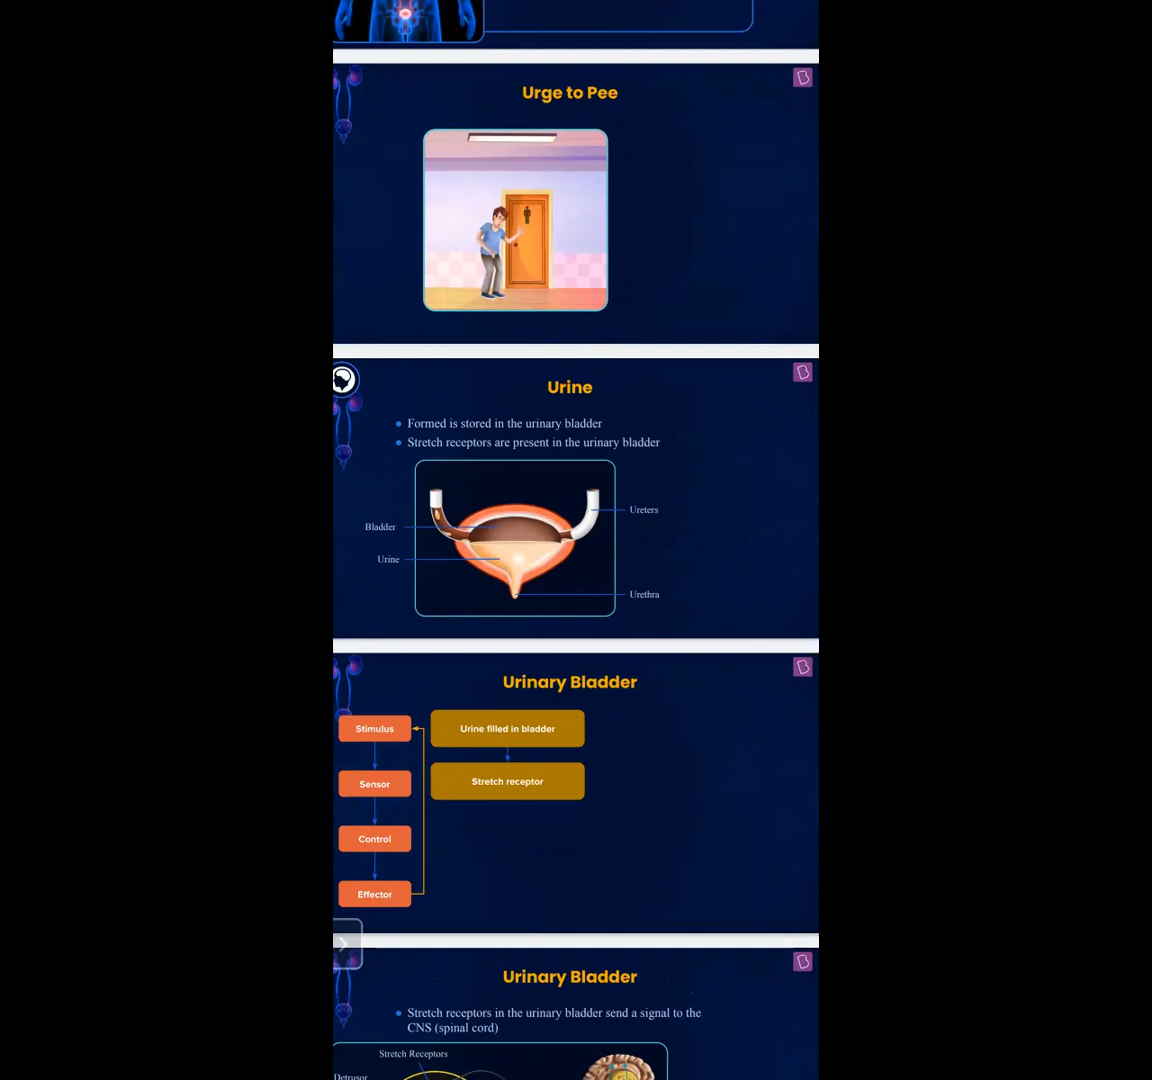 Urge to Pee
Urine
Formed is stored in the urinary bladder
Stretch receptors are present in the urinary bladder
Bladder
Ureters
Urine
Urethra
Urinary Bladder
Stimulus
Urine filled in bladder
Sensor
Stretch receptor
Control
Effector
Urinary Bladder
Stretch receptors in the urinary bladder send a signal to the
CNS (spinal cord)
Stretch Receptors
Detrusor